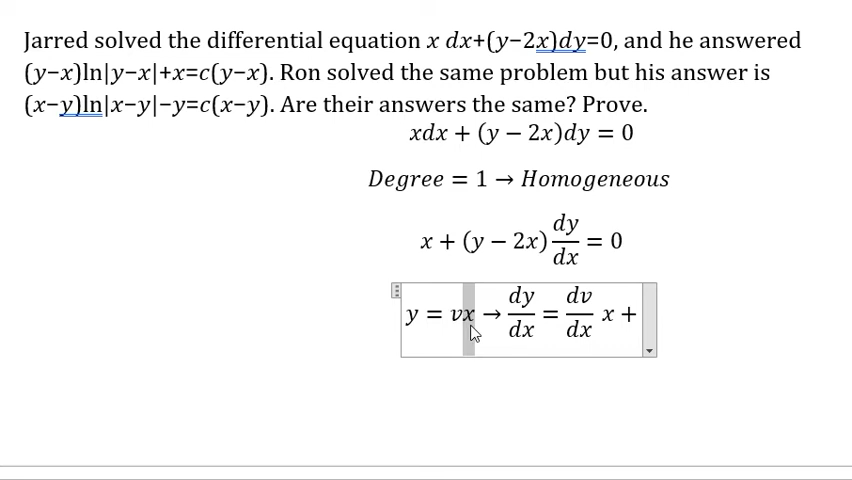 Jarred solved the differential equation x dx+(y−2x)dy=0, and he answered
(y−x)ln|y−x|+x=c(y−x). Ron solved the same problem but his answer is
(x−y)ln|x−y|−y=c(x−y). Are their answers the same? Prove.
xdx + (y − 2x)dy = 0
Degree = 1 → Homogeneous
x + (y − 2x) dy/dx = 0
y = vx → dy/dx = dv/dx x +